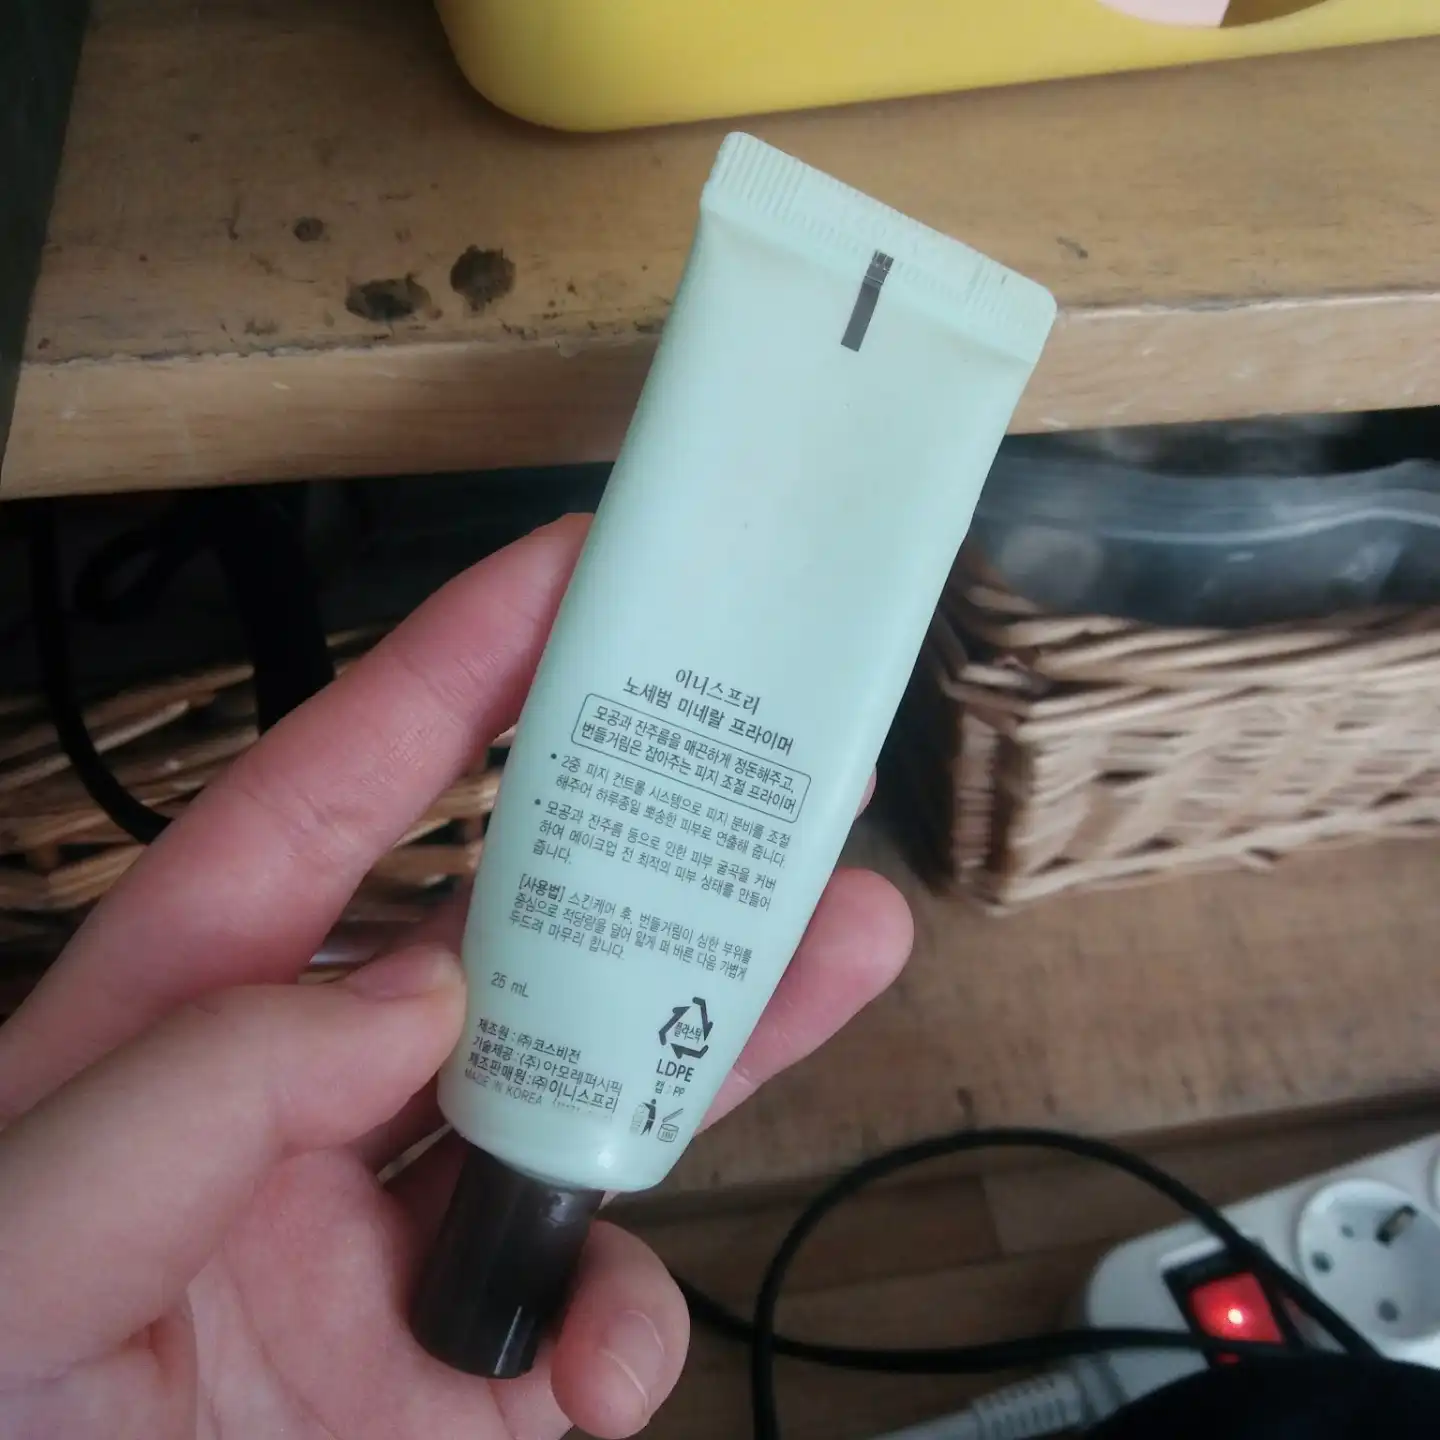 이니스프리
노세범 미네랄 프라이머
모공과 잔주름을 매끈하게 정돈해주고,
번들거림은 잡아주는 피지 조절 프라이머
• 2중 피지 컨트롤 시스템으로 피지 분비를 조절
해주어 하루종일 뽀송한 피부로 연출해 줍니다.
• 모공과 잔주름 등으로 인한 피부 굴곡을 커버
하여 메이크업 전 최적의 피부 상태를 만들어
줍니다.
[사용법] 스킨케어 후, 번들거림이 심한 부위를
중심으로 적당량을 덜어 얇게 펴 바른 다음 가볍게
두드려 마무리 합니다.
25 mL
제조원 : ㈜코스비전
기술제공 : (주)아모레퍼시픽
제조판매원 : ㈜이니스프리
MADE IN KOREA
플라스틱
LDPE
캡 : PP